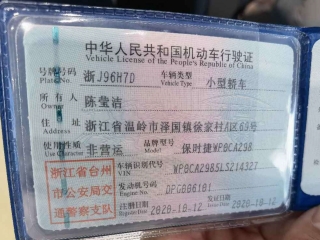 中华人民共和国机动车行驶证
Vehicle License of the People's Republic of China
号牌号码 浙J96H7D 车辆类型 小型轿车
Plate No. Vehicle Type
所有人 陈莹洁
Owner
住址 浙江省温岭市泽国镇徐家村A区69号
Address
使用性质 非营运 品牌型号 保时捷WP0CA298
Use Character Model
浙江省台州
市公安局交
通警察支队
车辆识别代号 WP0CA2985LS214327
VIN
发动机号码 DPGB06181
Engine No.
注册日期 2020-10-12 发证日期 2020-10-12
Register Date Issue Date